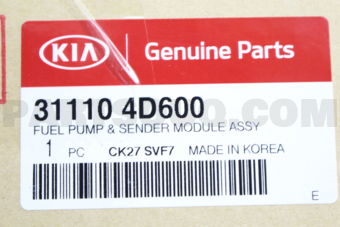 KIA Genuine Parts
31110 4D600
FUEL PUMP & SENDER MODULE ASSY
1 PC CK27 SVF7 MADE IN KOREA
E